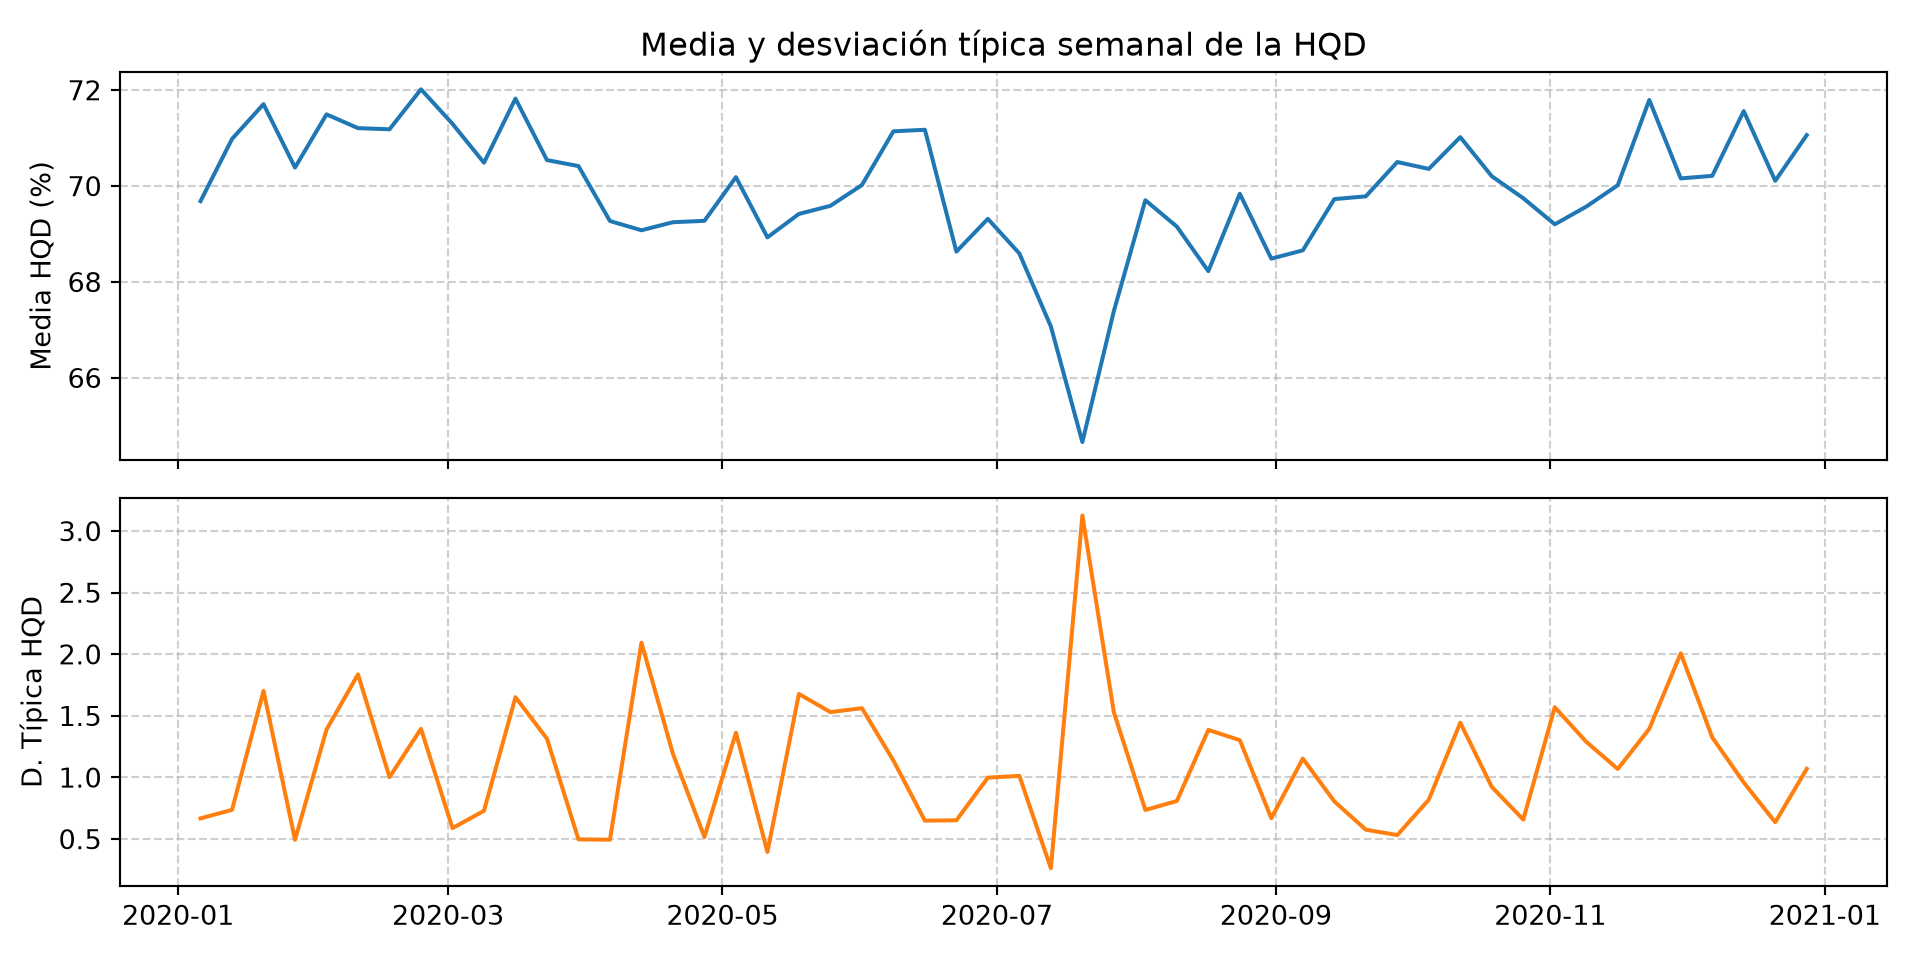 Media y desviación típica semanal de la HQD
Media HQD (%)
72
70
68
66
D. Típica HQD
3.0
2.5
2.0
1.5
1.0
0.5
2020-01 2020-03 2020-05 2020-07 2020-09 2020-11 2021-01